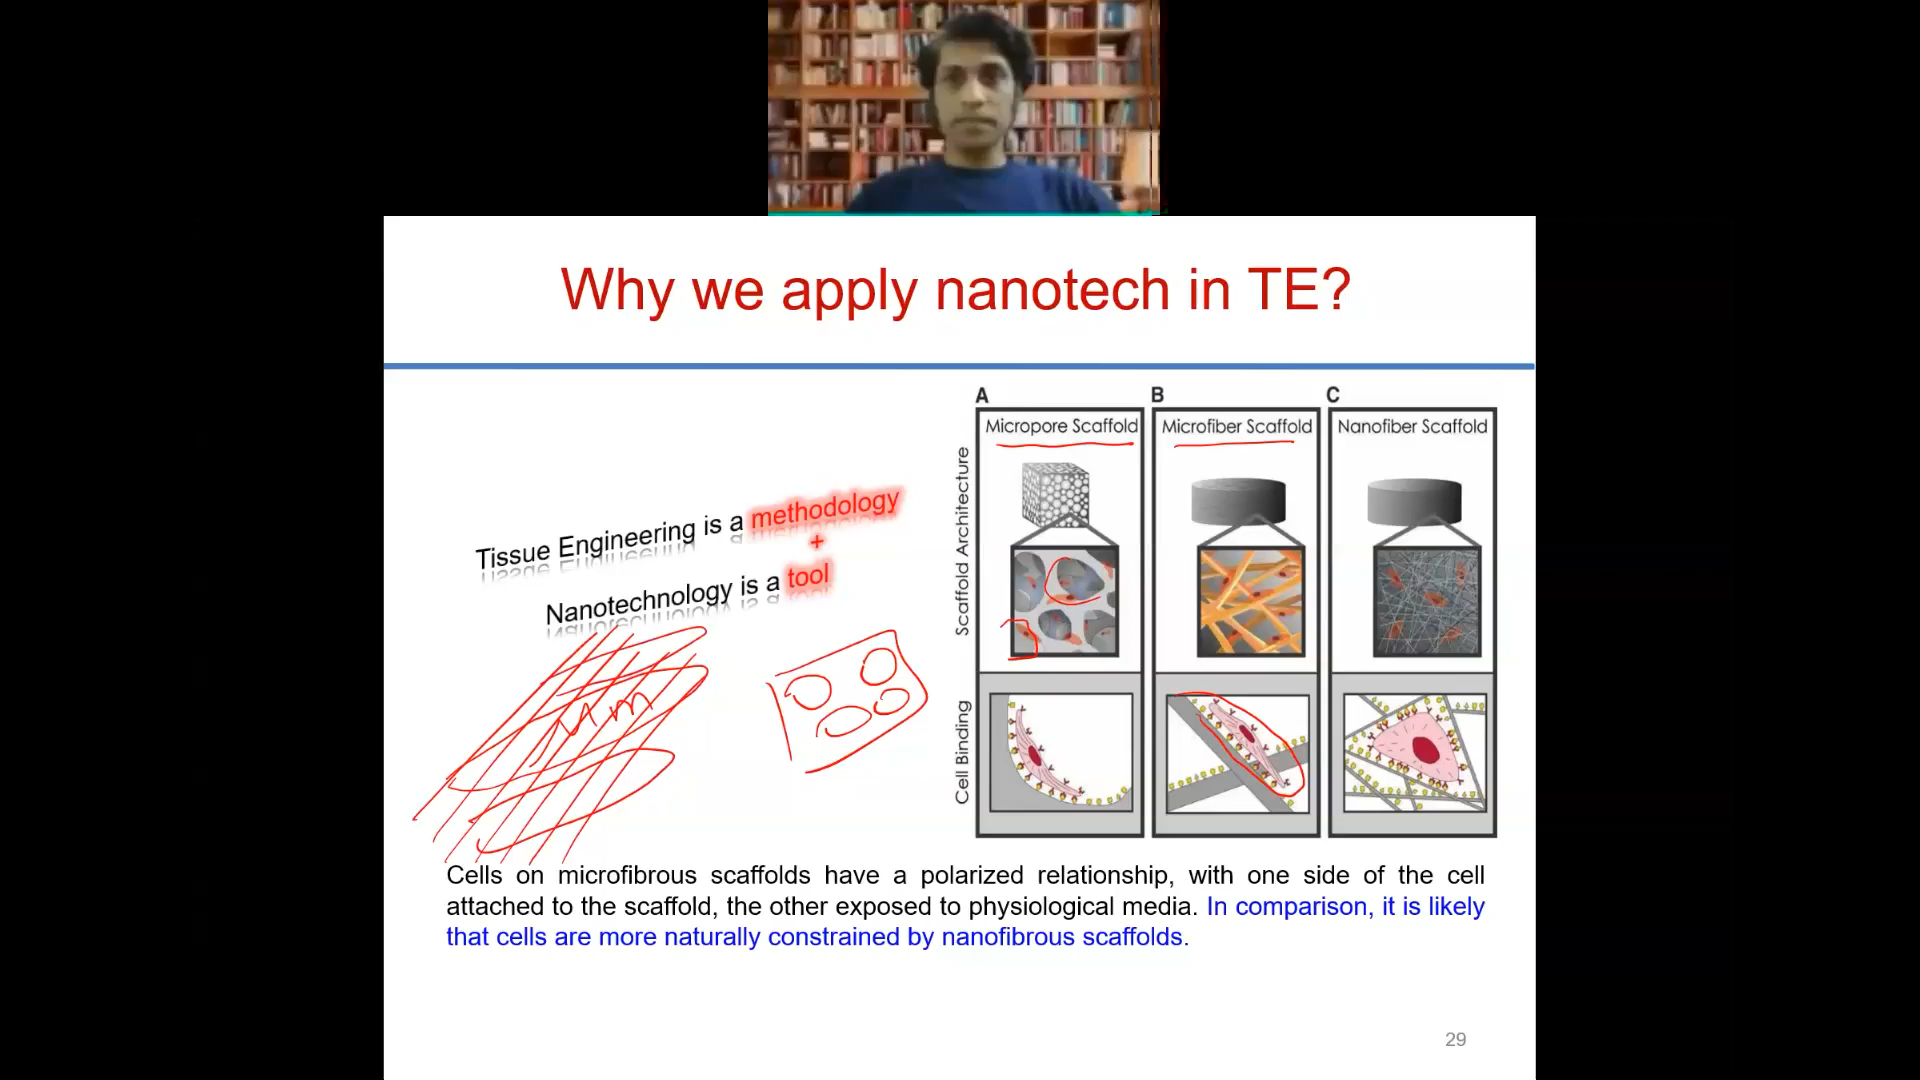 Why we apply nanotech in TE?
A
B
C
Micropore Scaffold
Microfiber Scaffold
Nanofiber Scaffold
Scaffold Architecture
Cell Binding
Tissue Engineering is a methodology
+
Nanotechnology is a tool
Cells on microfibrous scaffolds have a polarized relationship, with one side of the cell
attached to the scaffold, the other exposed to physiological media. In comparison, it is likely
that cells are more naturally constrained by nanofibrous scaffolds.
29